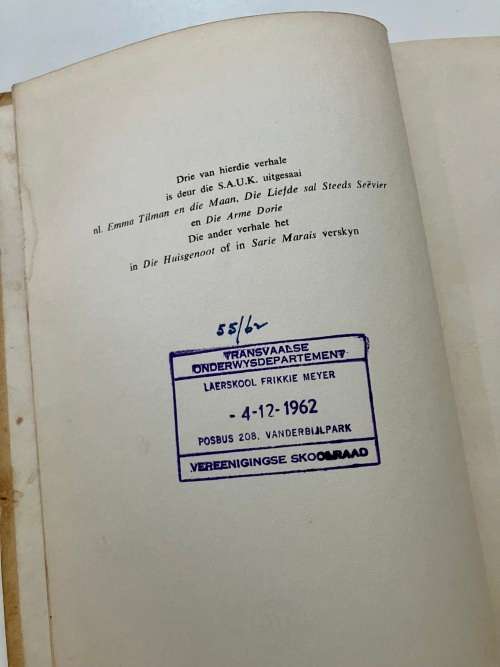 Drie van hierdie verhale
is deur die S.A.U.K. uitgesaai
nl. Emma Tilman en die Maan, Die Liefde sal Steeds Seëvier
en Die Arme Dorie
Die ander verhale het
in Die Huisgenoot of in Sarie Marais verskyn
55/62
TRANSVAALSE
ONDERWYSDEPARTEMENT
LAERSKOOL FRIKKIE MEYER
- 4-12-1962
POSBUS 208, VANDERBIJLPARK
VEREENIGINGSE SKOOLRAAD